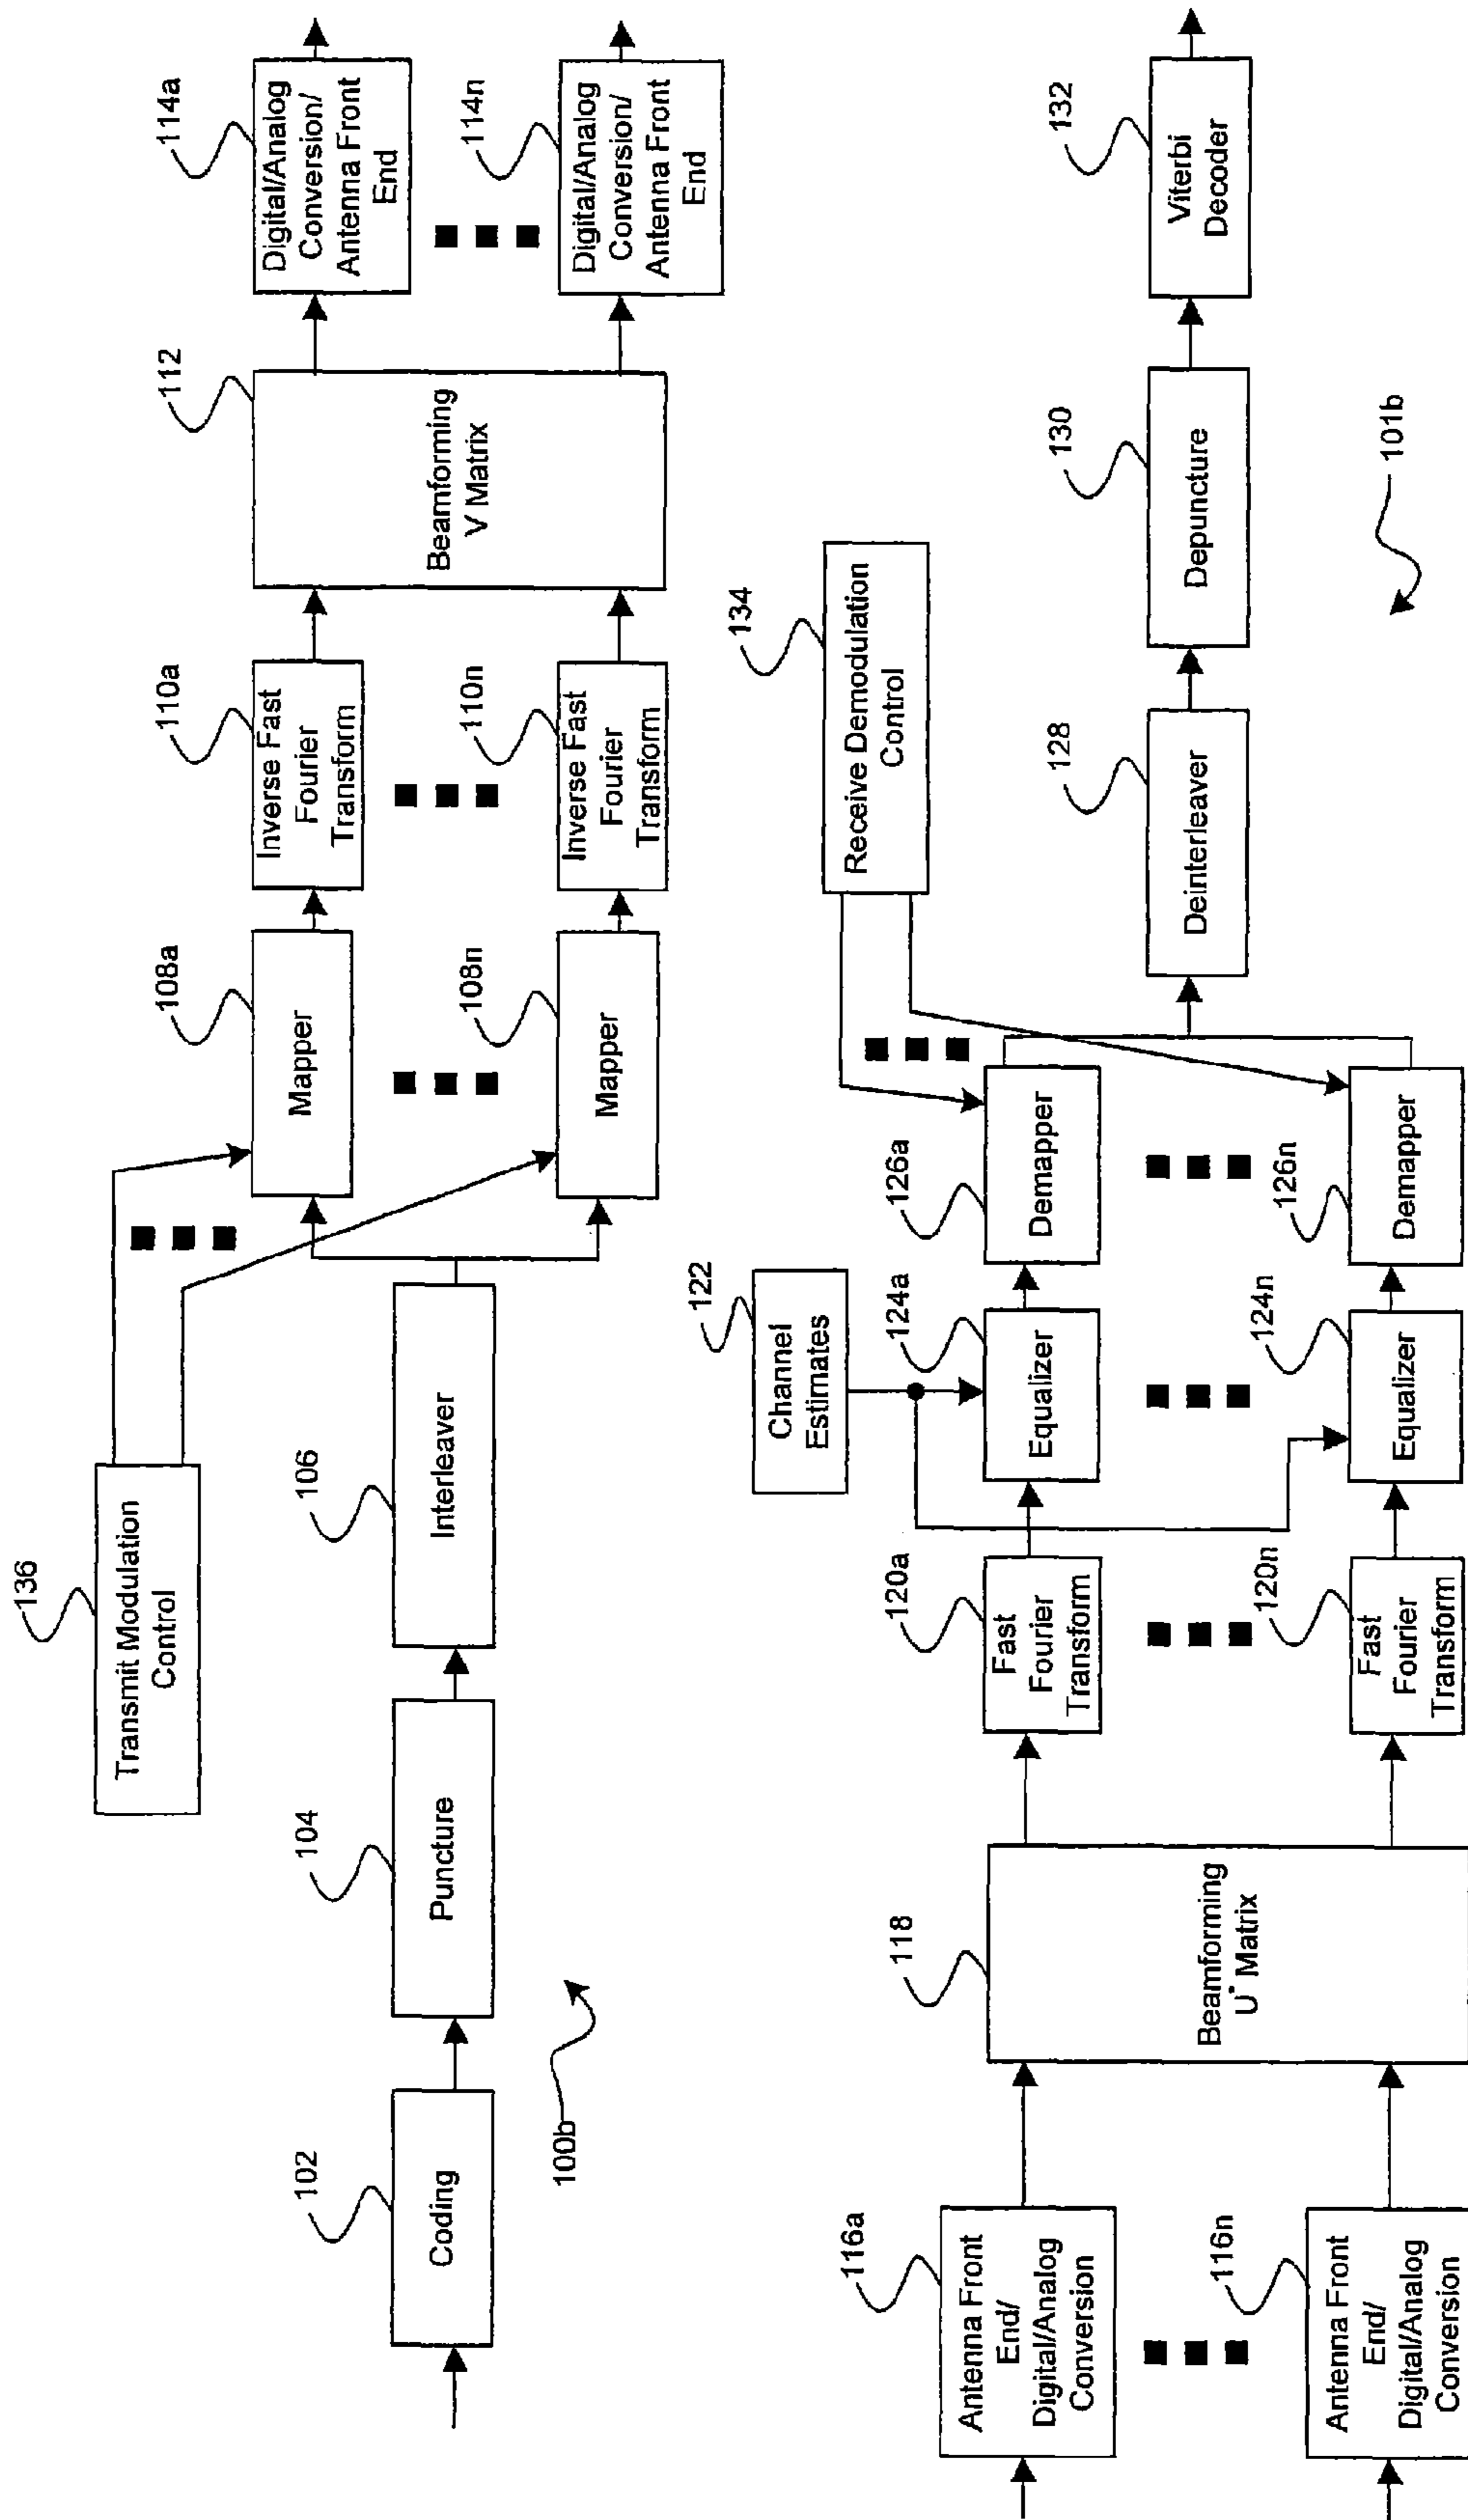 136
Transmit Modulation
Control
102
Coding
104
Puncture
106
Interleaver
108a
Mapper
108n
Mapper
110a
Inverse Fast
Fourier
Transform
110n
Inverse Fast
Fourier
Transform
112
Beamforming
V Matrix
114a
Digital/Analog
Conversion/
Antenna Front
End
114n
Digital/Analog
Conversion/
Antenna Front
End
100b
116a
Antenna Front
End/
Digital/Analog
Conversion
116n
Antenna Front
End/
Digital/Analog
Conversion
118
Beamforming
U* Matrix
120a
Fast
Fourier
Transform
120n
Fast
Fourier
Transform
122
Channel
Estimates
124a
Equalizer
124n
Equalizer
126a
Demapper
126n
Demapper
134
Receive Demodulation
Control
128
Deinterleaver
130
Depuncture
132
Viterbi
Decoder
101b